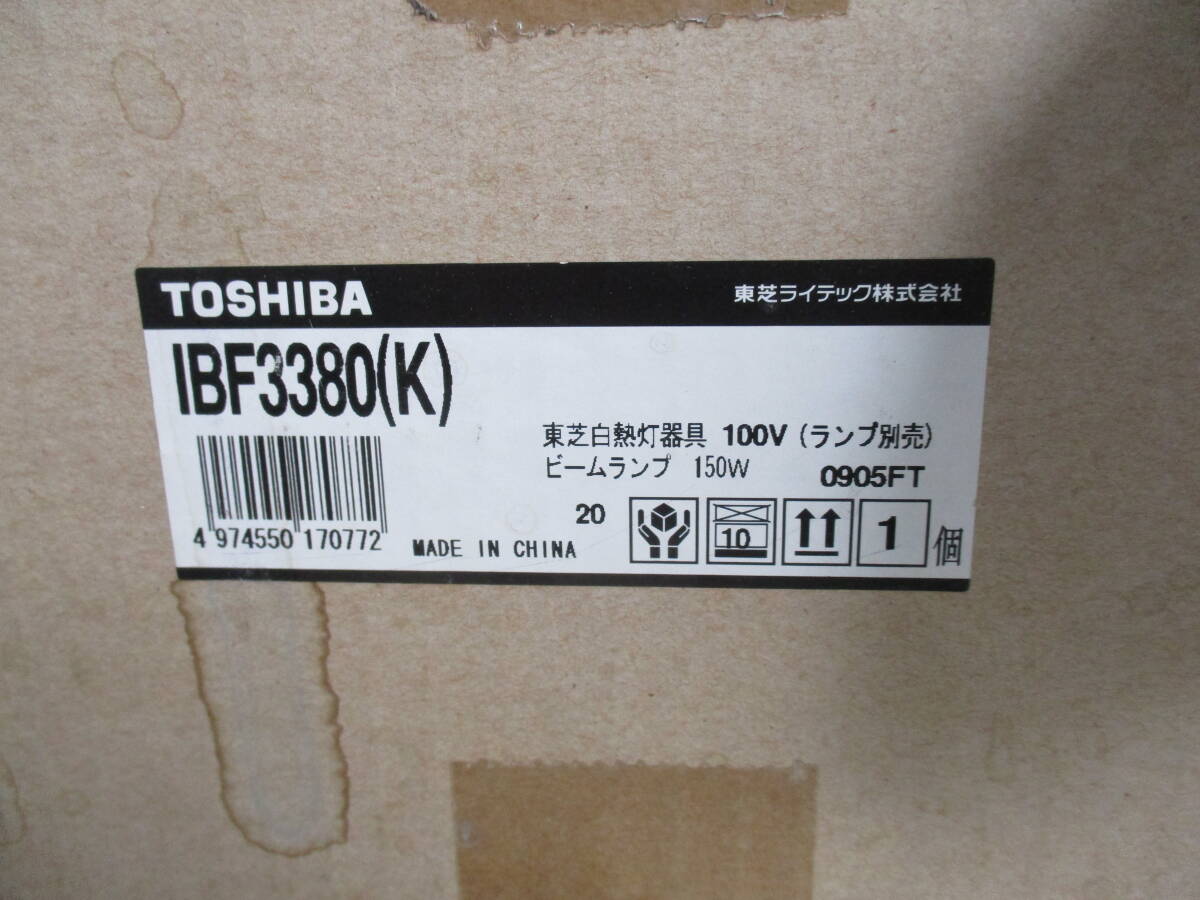 TOSHIBA 東芝ライテック株式会社
IBF3380(K)
東芝白熱灯器具 100V (ランプ別売)
ビームランプ 150W 0905FT
20 10 1 個
4 974550 170772 MADE IN CHINA